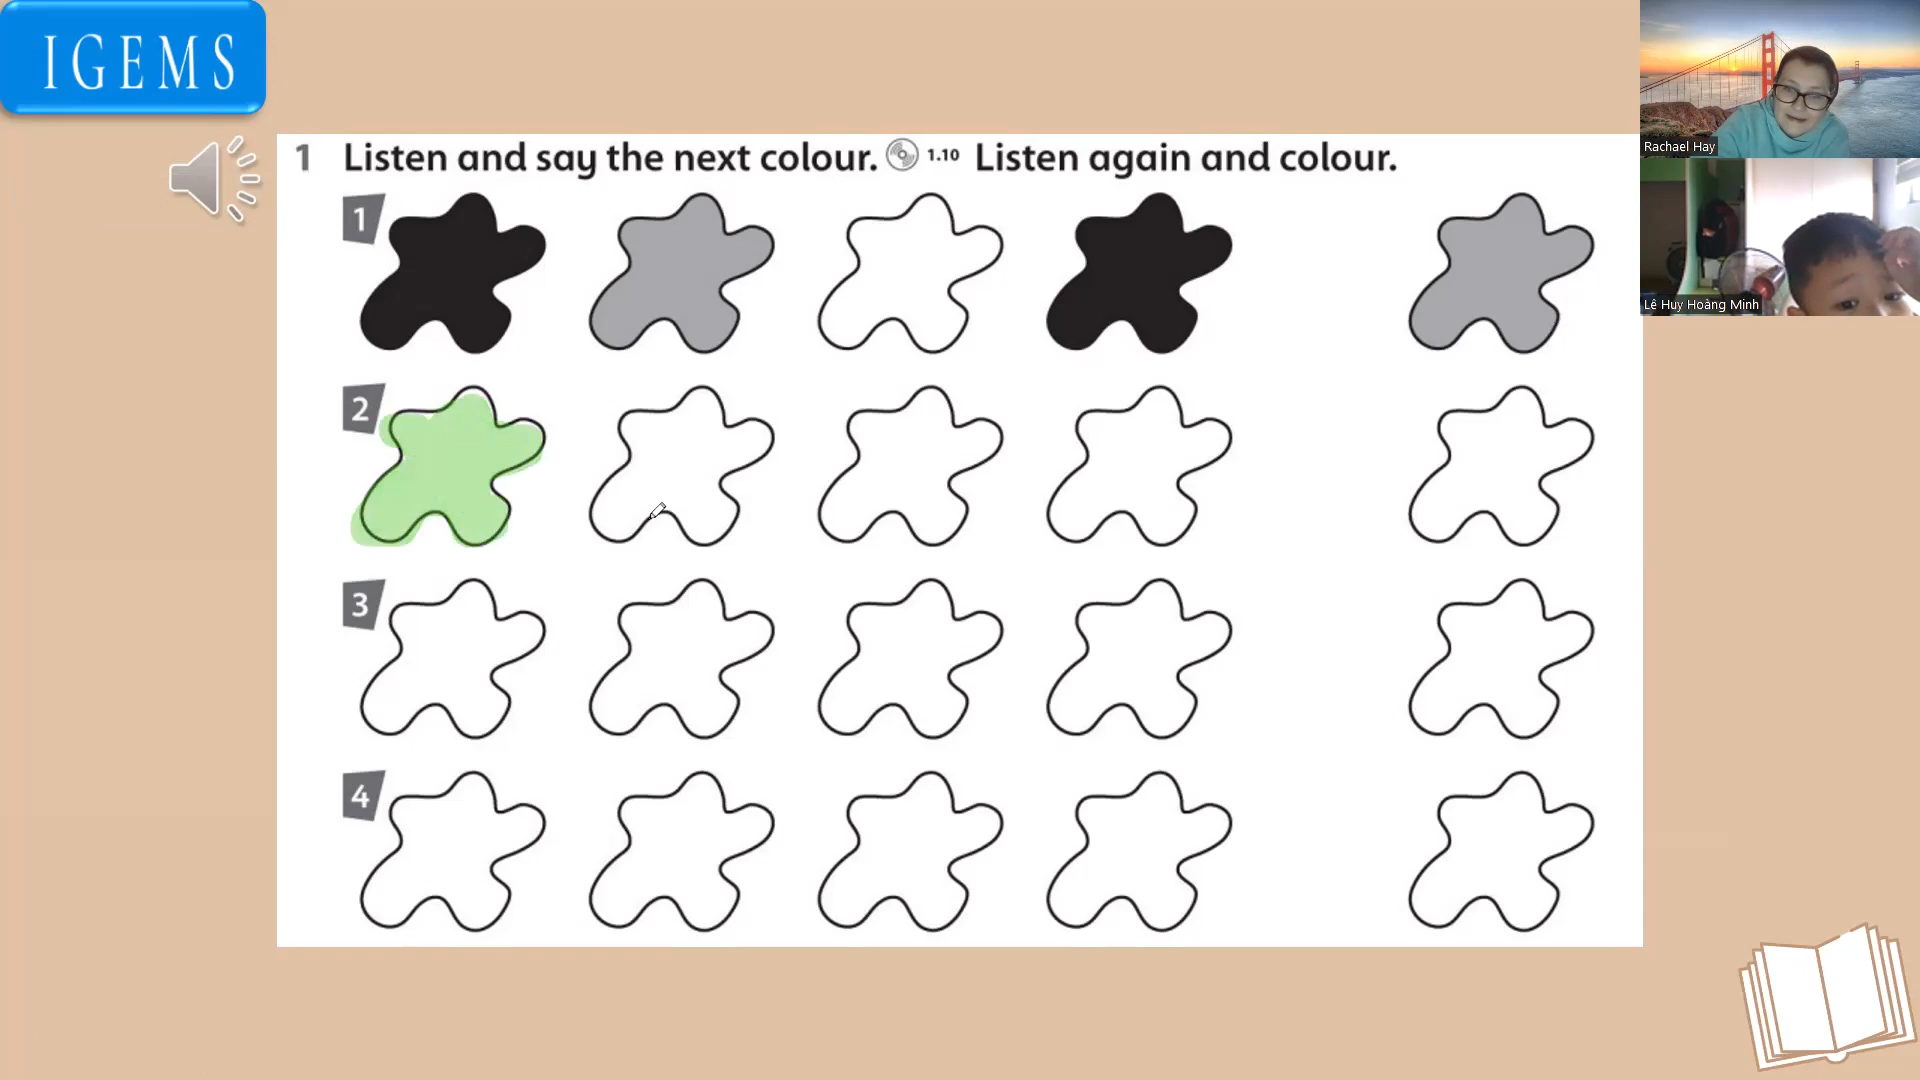 IGEMS
1 Listen and say the next colour. 1.10 Listen again and colour.
1
2
3
4
Rachael Hay
Lê Huy Hoàng Minh